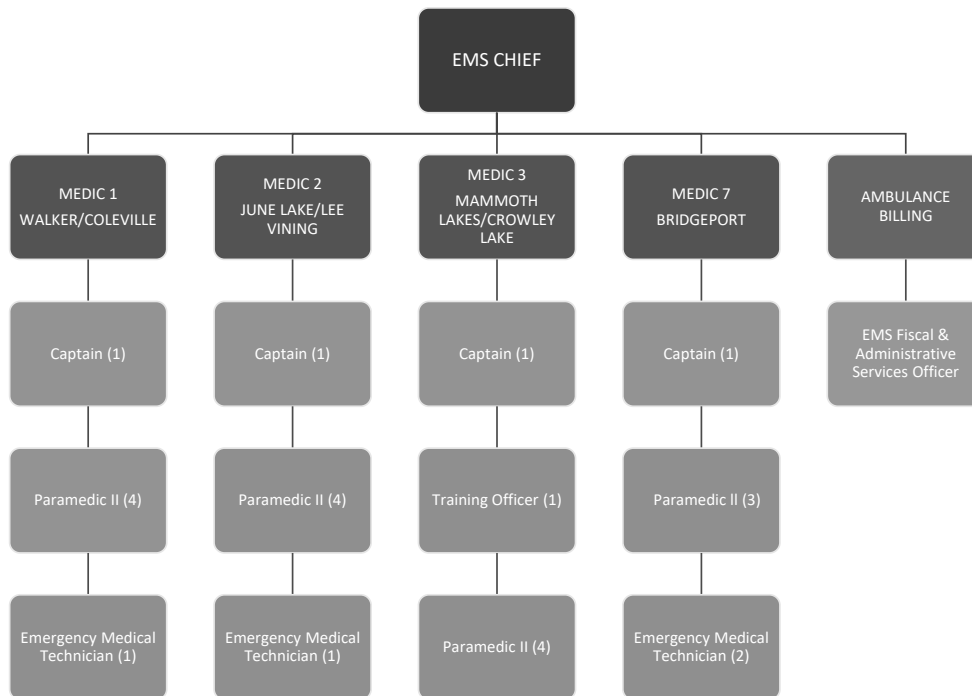 EMS CHIEF
MEDIC 1
WALKER/COLEVILLE
MEDIC 2
JUNE LAKE/LEE
VINING
MEDIC 3
MAMMOTH
LAKES/CROWLEY
LAKE
MEDIC 7
BRIDGEPORT
AMBULANCE
BILLING
Captain (1)
Captain (1)
Captain (1)
Captain (1)
EMS Fiscal &
Administrative
Services Officer
Paramedic II (4)
Paramedic II (4)
Training Officer (1)
Paramedic ll (3)
Emergency Medical
Technician (1)
Emergency Medical
Technician (1)
Paramedic II (4)
Emergency Medical
Technician (2)